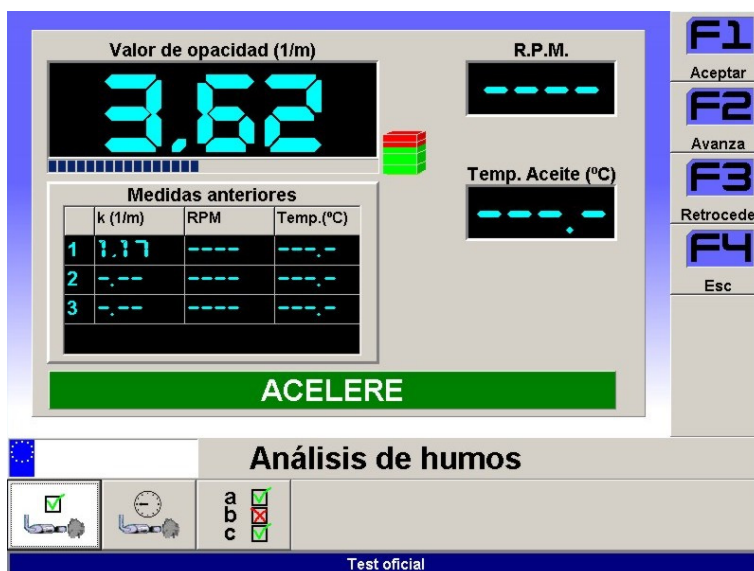 Valor de opacidad (1/m)
3.62
R.P.M.
----
Temp. Aceite (ºC)
---.-
Medidas anteriores
k (1/m) RPM Temp.(ºC)
1 1.17 ---- ---.-
2 -.-- ---- ---.-
3 -.-- ---- ---.-
ACELERE
F1
Aceptar
F2
Avanza
F3
Retrocede
F4
Esc
Análisis de humos
a
b
c
Test oficial